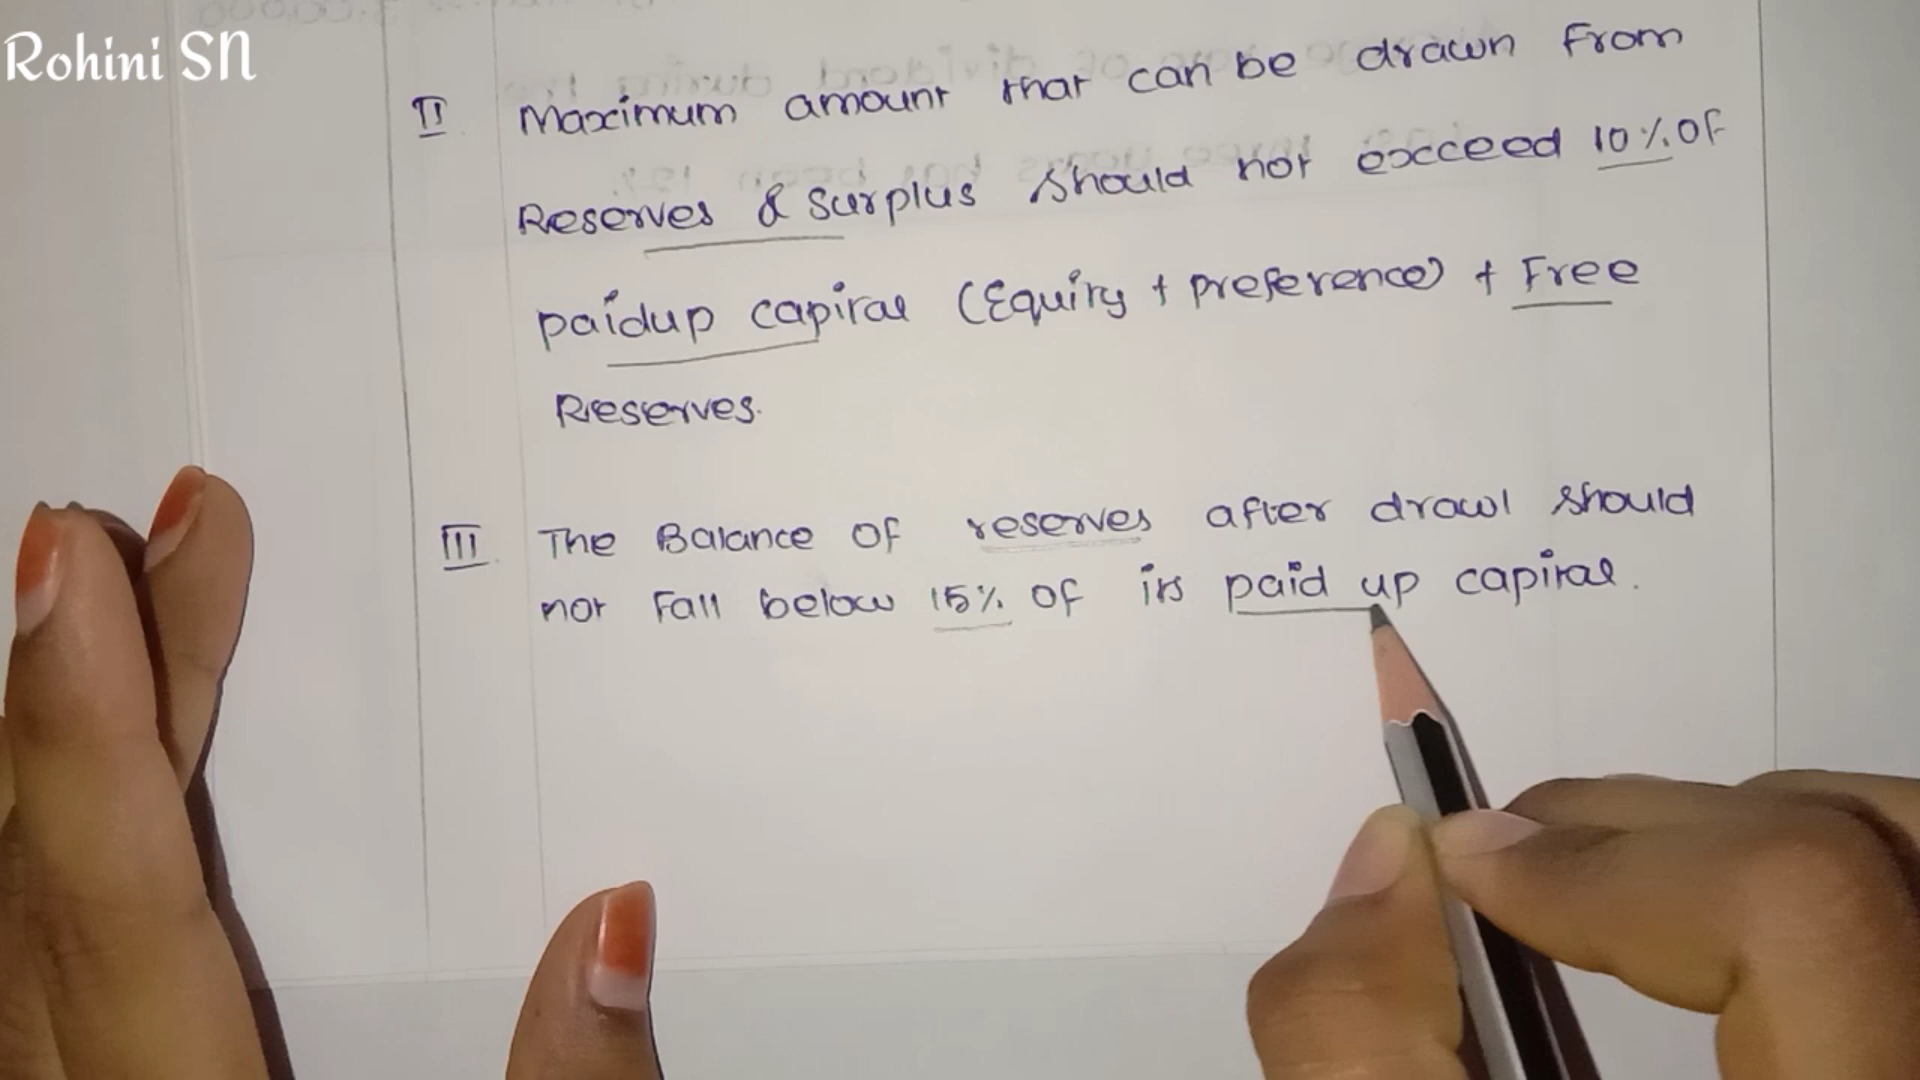 Rohini SN
II Maximum amount that can be drawn from
Reserves & surplus should not exceed 10% of
paidup capital (Equity + preference) + Free
Reserves.
III The Balance of reserves after drawl should
not Fall below 15% of its paid up capital.